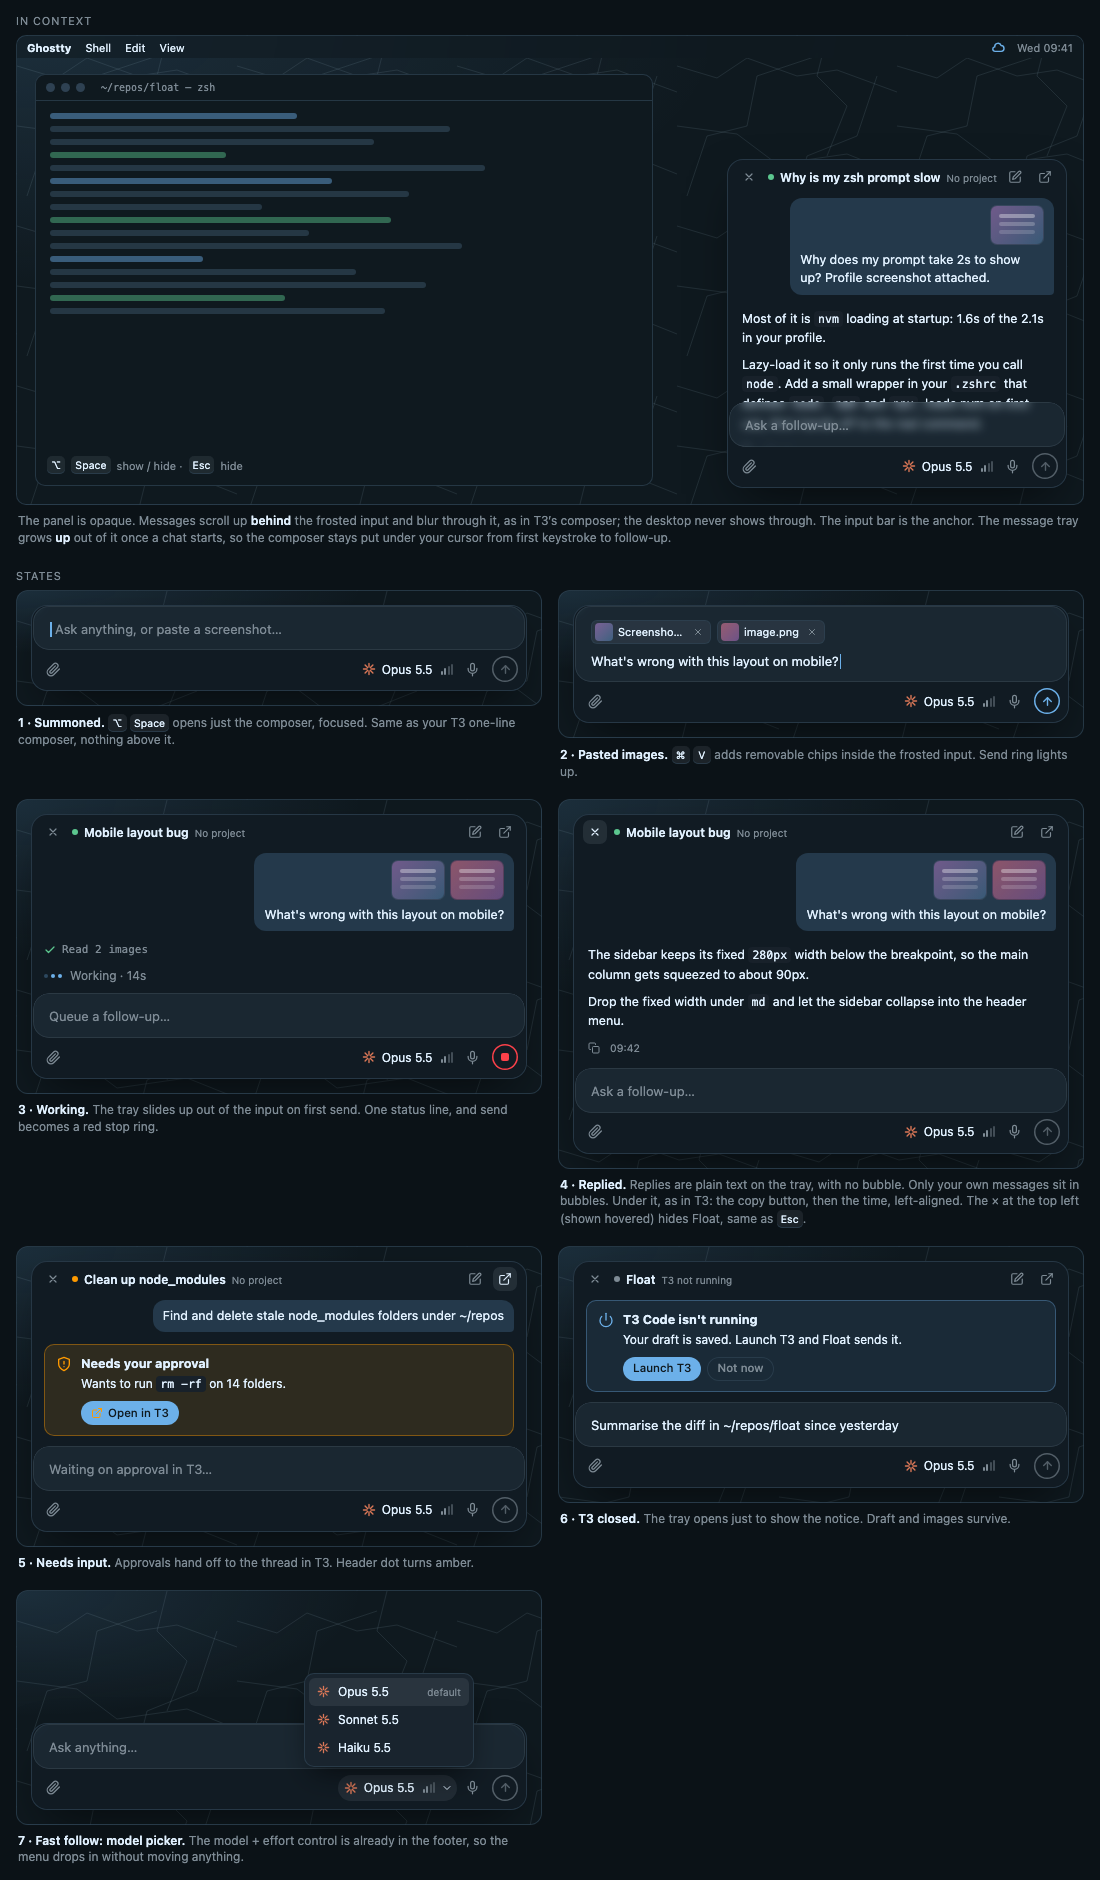 IN CONTEXT
Ghostty Shell Edit View
Wed 09:41
~/repos/float — zsh
Why is my zsh prompt slow No project
Why does my prompt take 2s to show
up? Profile screenshot attached.
Most of it is nvm loading at startup: 1.6s of the 2.1s
in your profile.
Lazy-load it so it only runs the first time you call
node . Add a small wrapper in your .zshrc that
Ask a follow-up...
⌥ Space show / hide · Esc hide
Opus 5.5
The panel is opaque. Messages scroll up behind the frosted input and blur through it, as in T3's composer; the desktop never shows through. The input bar is the anchor. The message tray
grows up out of it once a chat starts, so the composer stays put under your cursor from first keystroke to follow-up.
STATES
Ask anything, or paste a screenshot...
Opus 5.5
1 · Summoned. ⌥ Space opens just the composer, focused. Same as your T3 one-line
composer, nothing above it.
Screensho... × image.png ×
What's wrong with this layout on mobile?
Opus 5.5
2 · Pasted images. ⌘ V adds removable chips inside the frosted input. Send ring lights
up.
Mobile layout bug No project
What's wrong with this layout on mobile?
Read 2 images
Working · 14s
Queue a follow-up...
Opus 5.5
3 · Working. The tray slides up out of the input on first send. One status line, and send
becomes a red stop ring.
Mobile layout bug No project
What's wrong with this layout on mobile?
The sidebar keeps its fixed 280px width below the breakpoint, so the main
column gets squeezed to about 90px.
Drop the fixed width under md and let the sidebar collapse into the header
menu.
09:42
Ask a follow-up...
Opus 5.5
4 · Replied. Replies are plain text on the tray, with no bubble. Only your own messages sit in
bubbles. Under it, as in T3: the copy button, then the time, left-aligned. The × at the top left
(shown hovered) hides Float, same as Esc .
Clean up node_modules No project
Find and delete stale node_modules folders under ~/repos
Needs your approval
Wants to run rm -rf on 14 folders.
Open in T3
Waiting on approval in T3...
Opus 5.5
5 · Needs input. Approvals hand off to the thread in T3. Header dot turns amber.
Float T3 not running
T3 Code isn't running
Your draft is saved. Launch T3 and Float sends it.
Launch T3 Not now
Summarise the diff in ~/repos/float since yesterday
Opus 5.5
6 · T3 closed. The tray opens just to show the notice. Draft and images survive.
Opus 5.5 default
Sonnet 5.5
Haiku 5.5
Ask anything...
Opus 5.5
7 · Fast follow: model picker. The model + effort control is already in the footer, so the
menu drops in without moving anything.